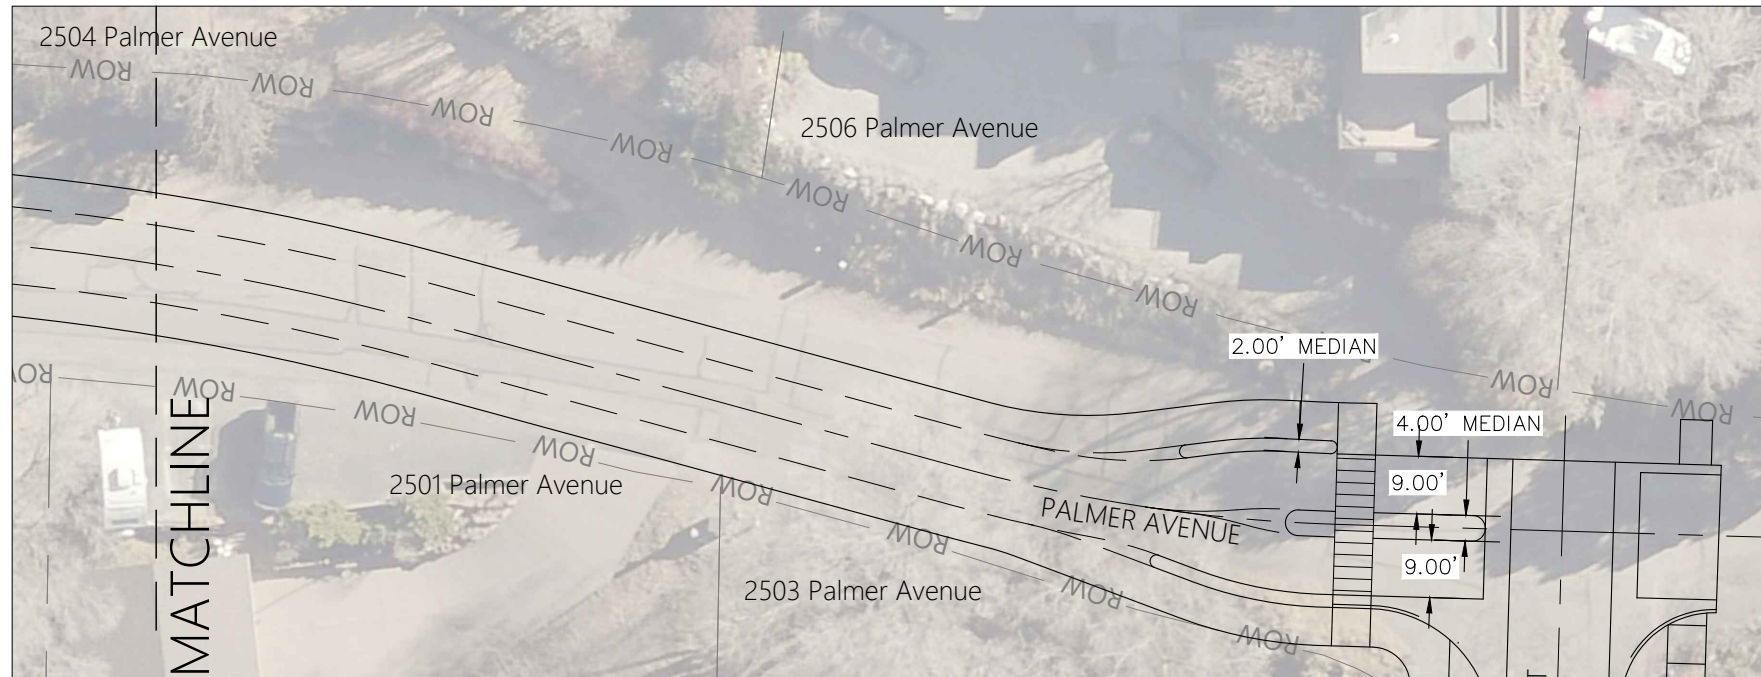 2504 Palmer Avenue
ROW
ROW
ROW
2506 Palmer Avenue
ROW
ROW
ROW
ROW
2.00' MEDIAN
ROW
ROW
4.00' MEDIAN
ROW
ROW
ROW
ROW
MATCHLINE
2501 Palmer Avenue
ROW
9.00'
PALMER AVENUE
ROW
9.00'
2503 Palmer Avenue
ROW
ROW